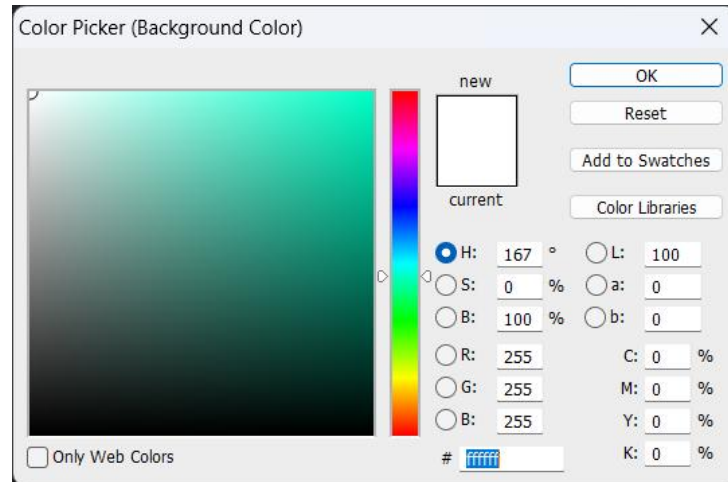 Color Picker (Background Color)
new
current
OK
Reset
Add to Swatches
Color Libraries
H: 167 °
S: 0 %
B: 100 %
R: 255
G: 255
B: 255
# ffffff
L: 100
a: 0
b: 0
C: 0 %
M: 0 %
Y: 0 %
K: 0 %
Only Web Colors